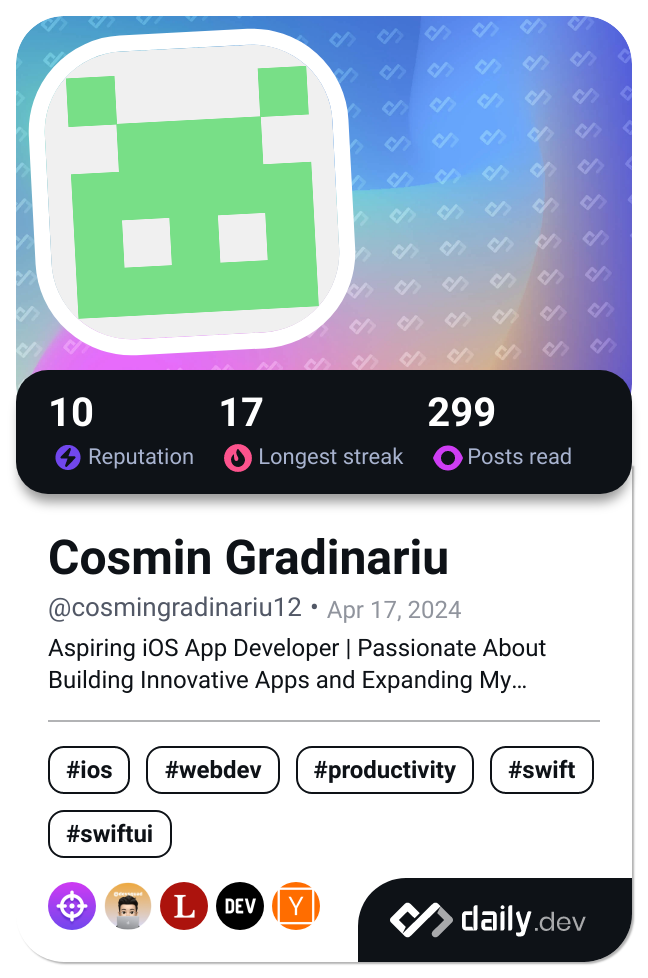 10 17 299
Reputation Longest streak Posts read
Cosmin Gradinariu
@cosmingradinariu12 • Apr 17, 2024
Aspiring iOS App Developer | Passionate About
Building Innovative Apps and Expanding My…
#ios #webdev #productivity #swift
#swiftui
L DEV Y
daily.dev